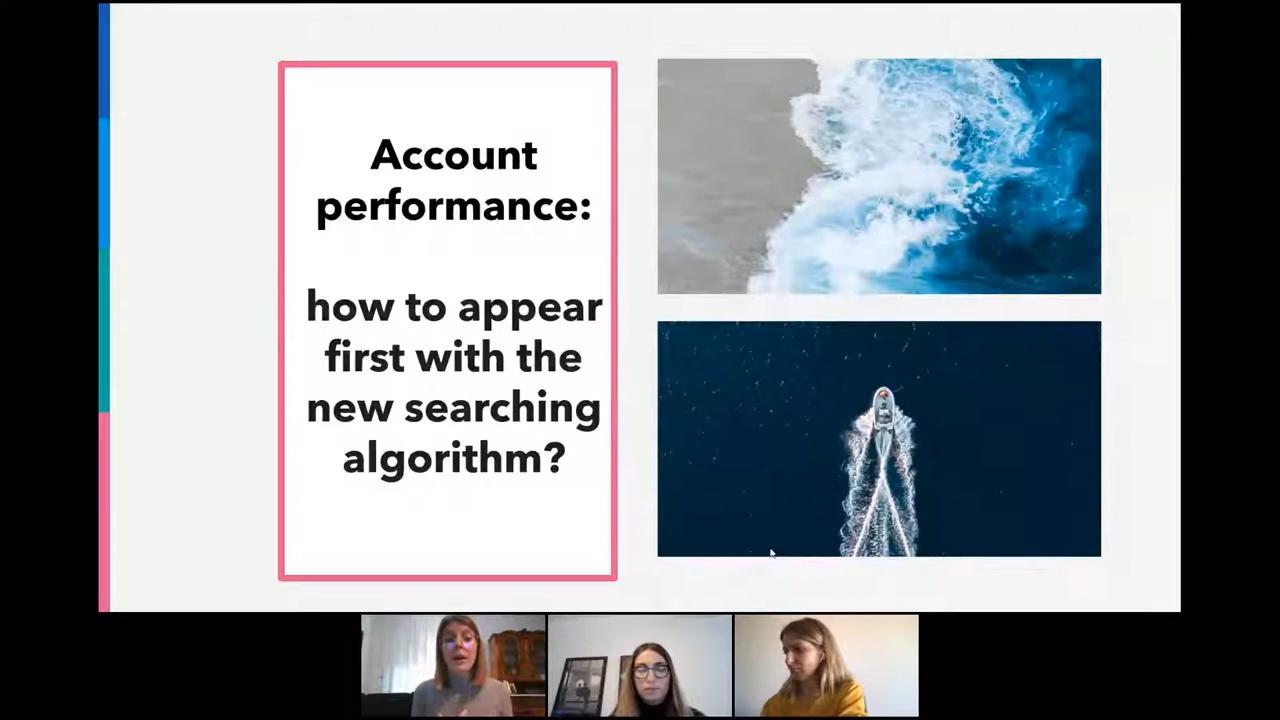 Account
performance:
how to appear
first with the
new searching
algorithm?